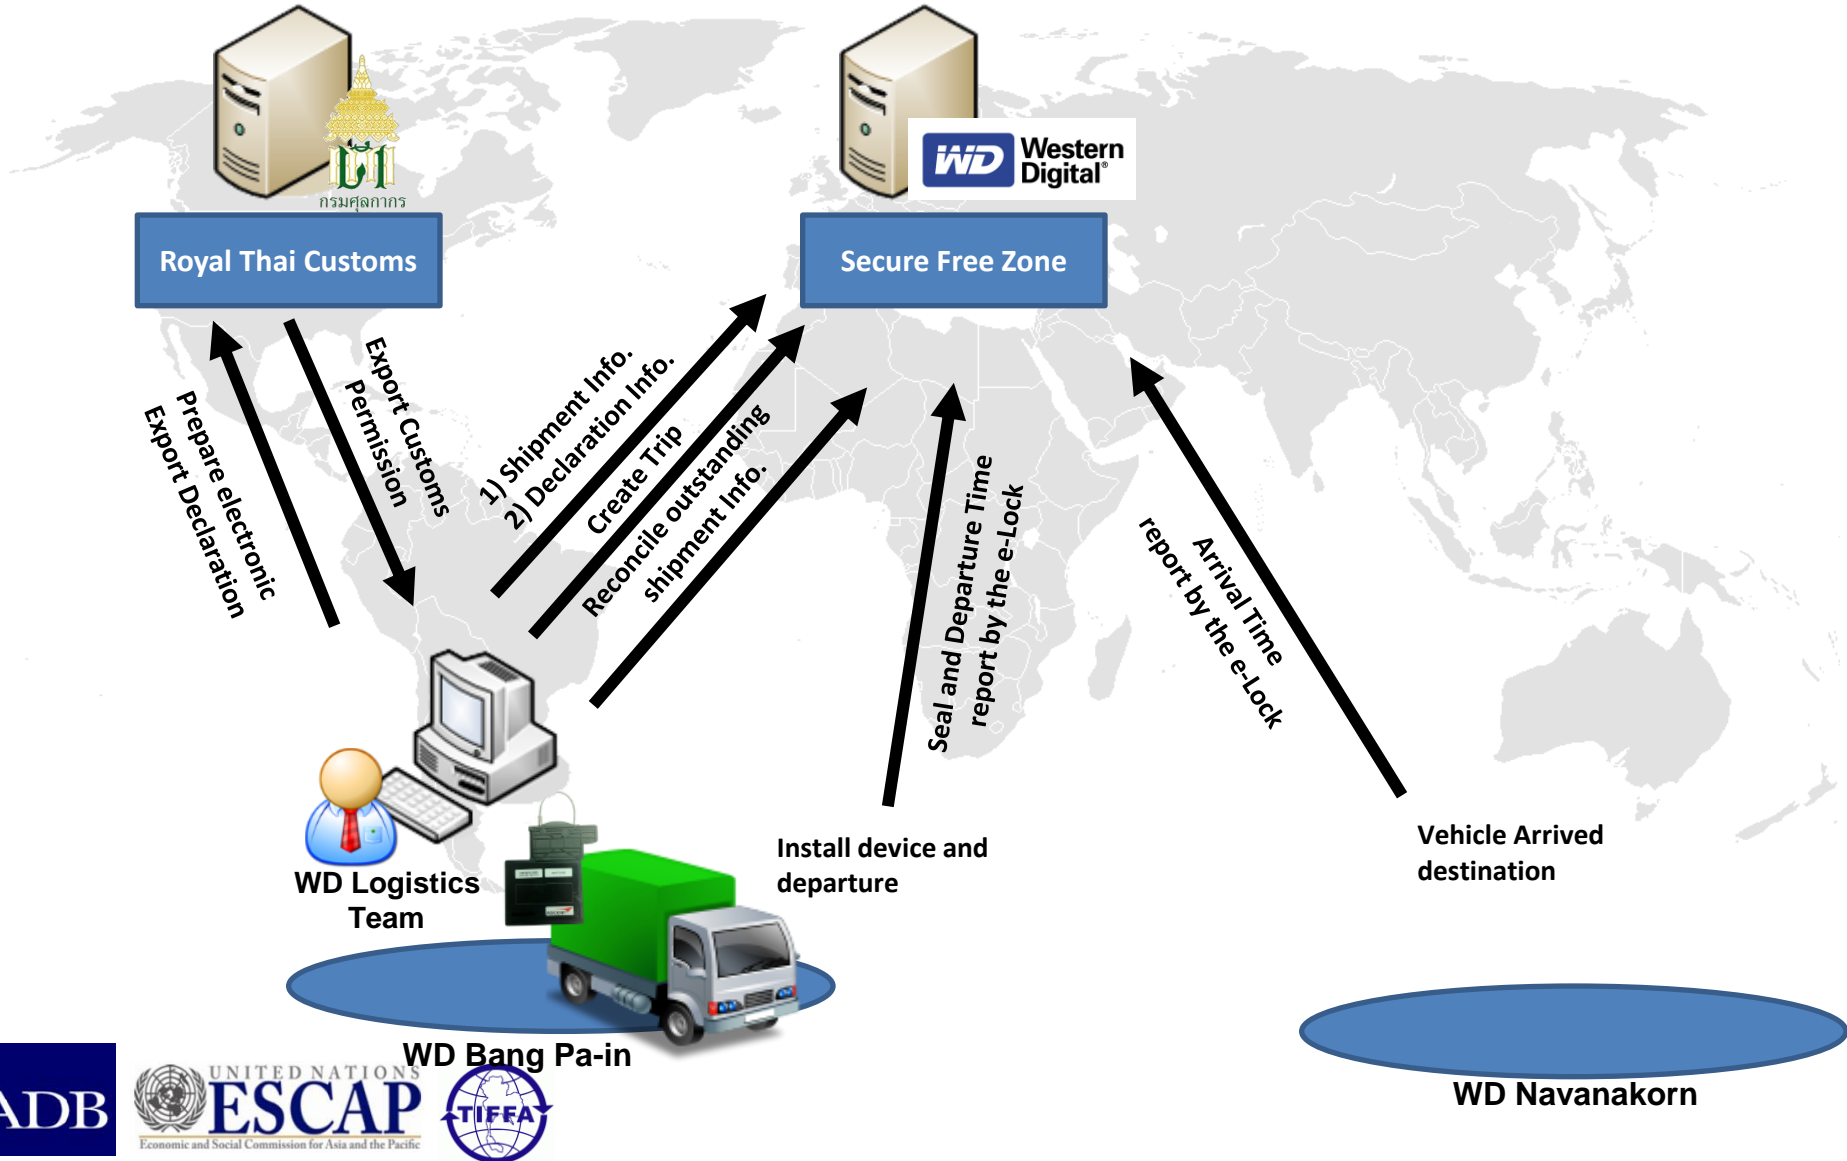 กรมศุลกากร
WD Western
Digital®
Royal Thai Customs
Secure Free Zone
Prepare electronic
Export Declaration
Export Customs
Permission
1) Shipment Info.
2) Declaration Info.
Create Trip
Reconcile outstanding
shipment Info.
Seal and Departure Time
report by the e-Lock
Arrival Time
report by the e-Lock
Install device and
departure
Vehicle Arrived
destination
WD Logistics
Team
WD Bang Pa-in
WD Navanakorn
ADB
UNITED NATIONS
ESCAP
Economic and Social Commission for Asia and the Pacific
TIFFA